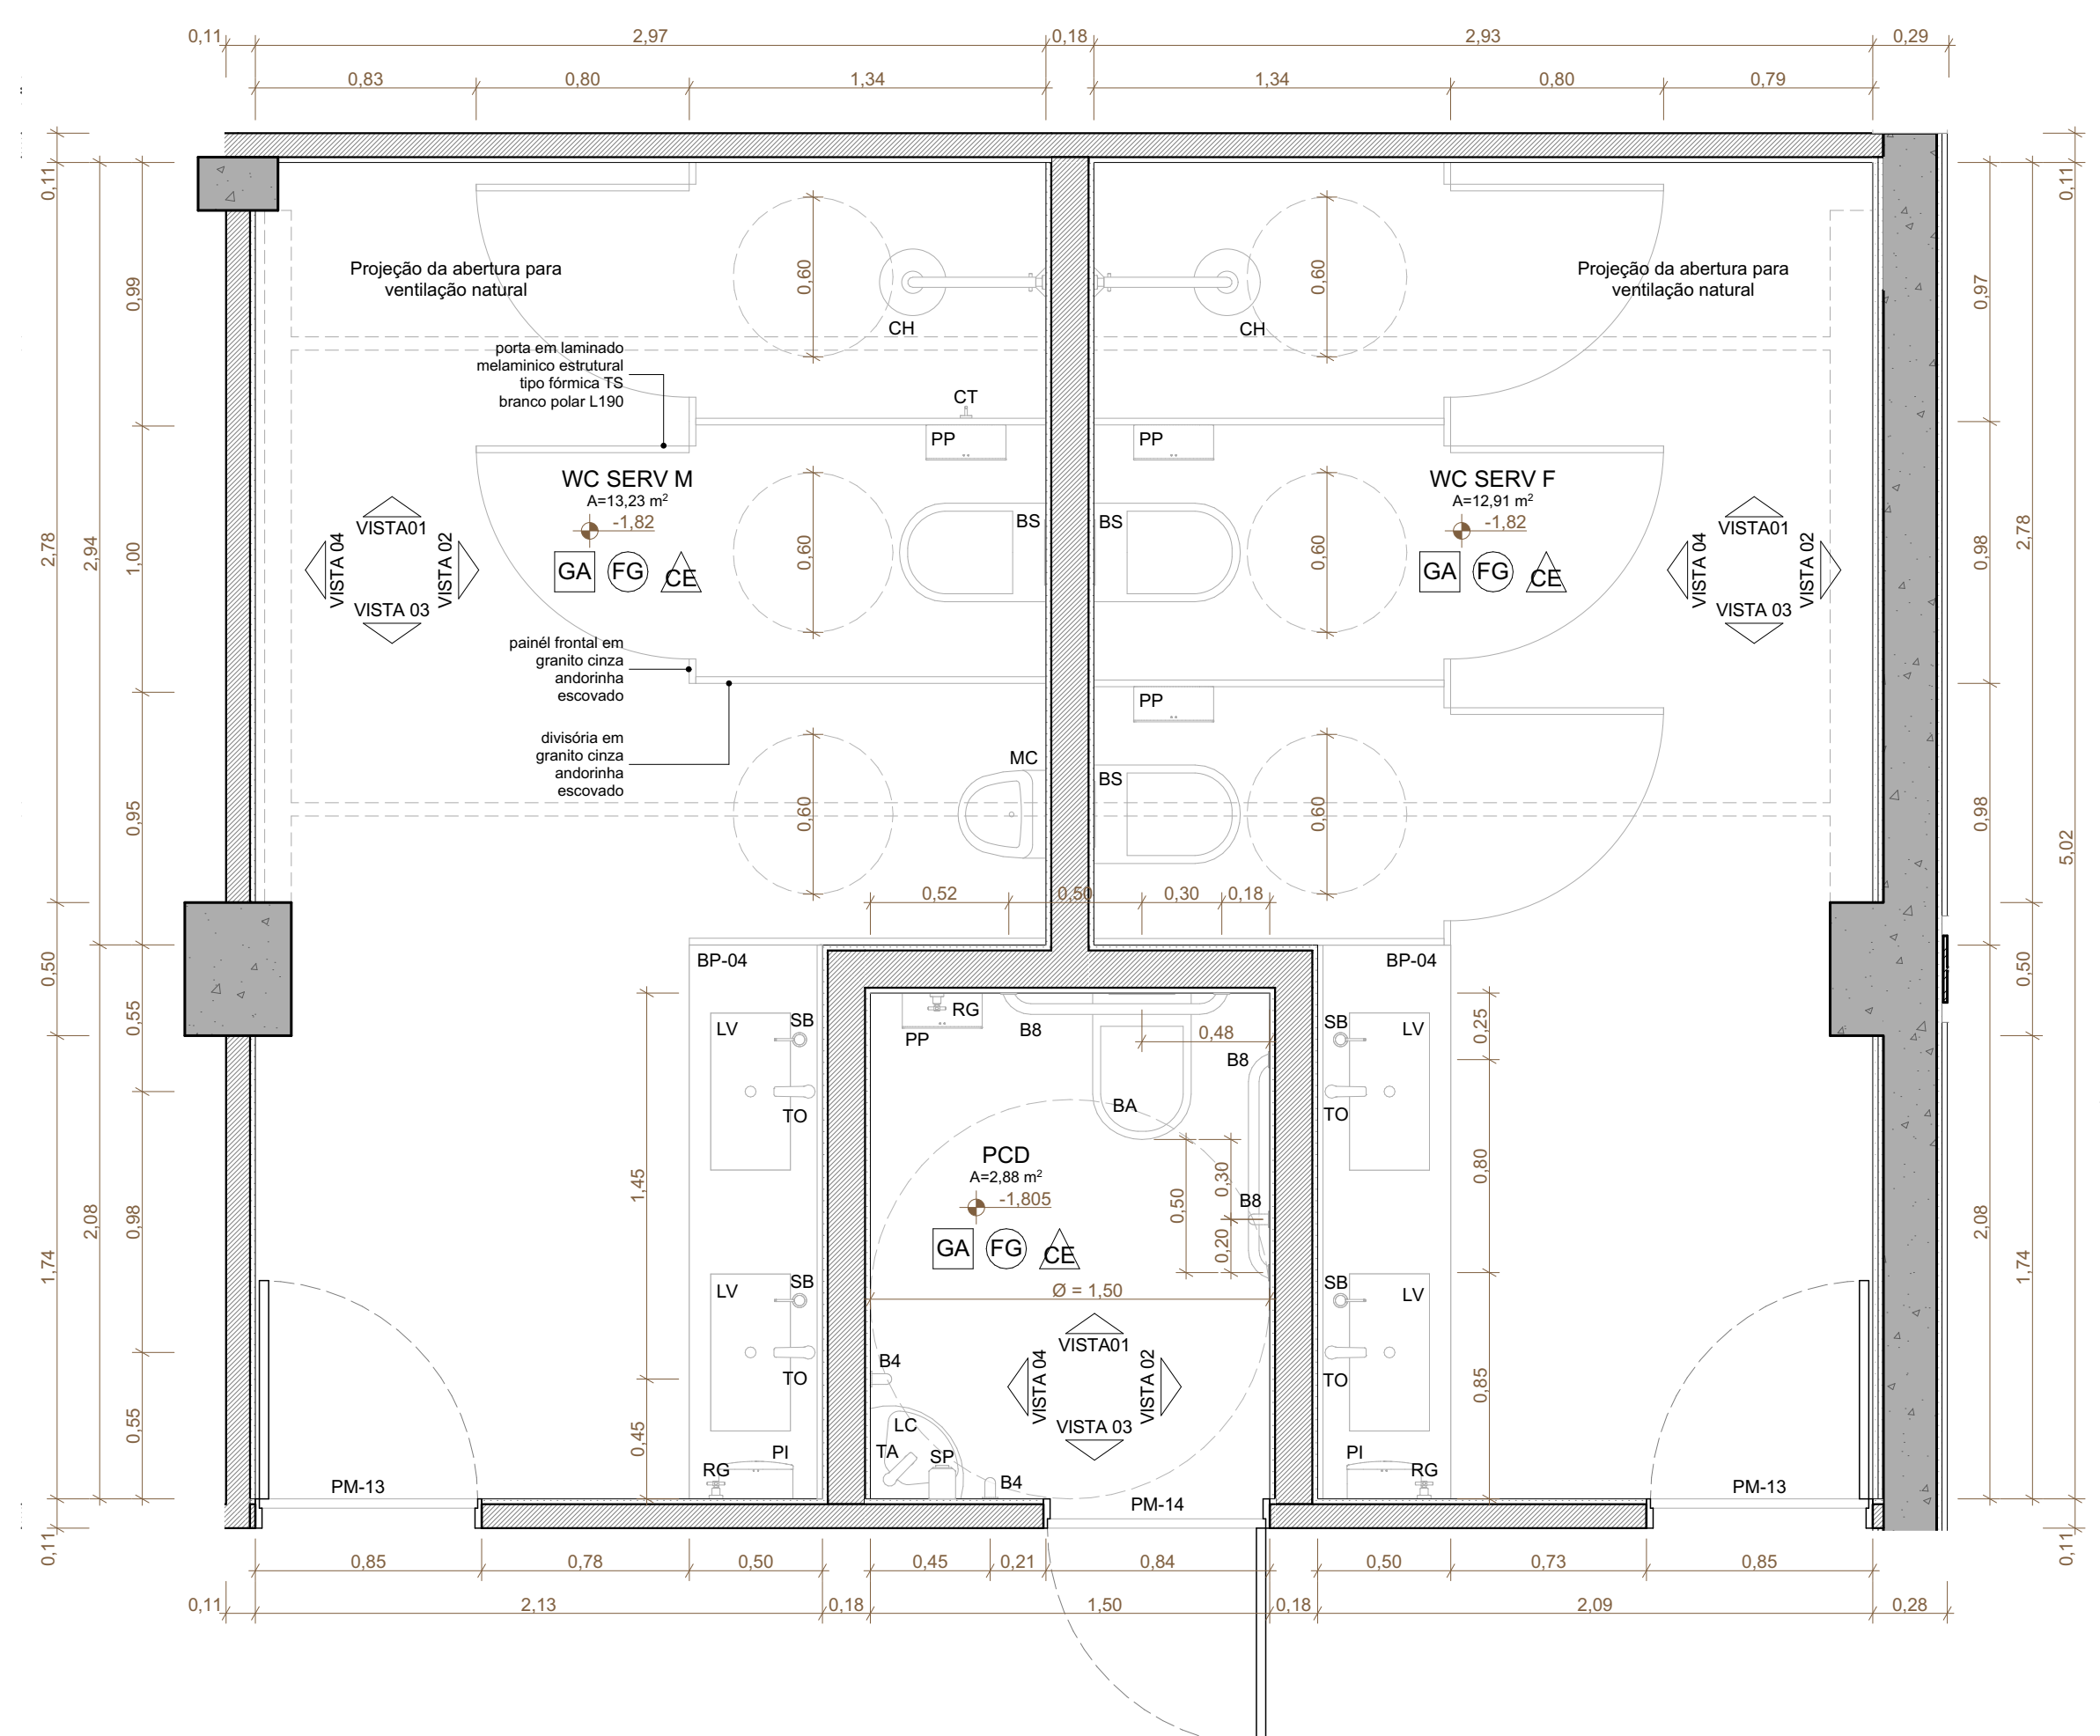 0,11
2,97
0,18
2,93
0,29
0,83
0,80
1,34
1,34
0,80
0,79
0,11
2,78
0,50
1,74
0,11
2,94
2,08
0,99
1,00
0,95
0,55
0,98
0,55
Projeção da abertura para
ventilação natural
0,60
CH
porta em laminado
melaminico estrutural
tipo fórmica TS
branco polar L190
CT
PP
WC SERV M
A=13,23 m²
-1,82
GA
FG
CE
VISTA01
VISTA 02
VISTA 03
VISTA 04
0,60
BS
painél frontal em
granito cinza
andorinha
escovado
divisória em
granito cinza
andorinha
escovado
MC
0,60
0,60
CH
Projeção da abertura para
ventilação natural
PP
WC SERV F
A=12,91 m²
-1,82
GA
FG
CE
BS
0,60
VISTA01
VISTA 02
VISTA 03
VISTA 04
PP
BS
0,60
0,52
0,50
0,30
0,18
BP-04
LV
SB
TO
1,45
LV
SB
TO
0,45
RG
PI
PM-13
RG
PP
B8
0,48
B8
BA
PCD
A=2,88 m²
-1,805
GA
FG
CE
0,50
0,30
B8
0,20
Ø = 1,50
VISTA01
VISTA 02
VISTA 03
VISTA 04
B4
LC
TA
SP
B4
PM-14
BP-04
SB
LV
TO
0,25
0,80
SB
LV
TO
0,85
PI
RG
PM-13
0,97
0,98
0,98
2,08
2,78
0,50
1,74
0,11
5,02
0,11
0,85
0,78
0,50
0,45
0,21
0,84
0,50
0,73
0,85
0,11
2,13
0,18
1,50
0,18
2,09
0,28